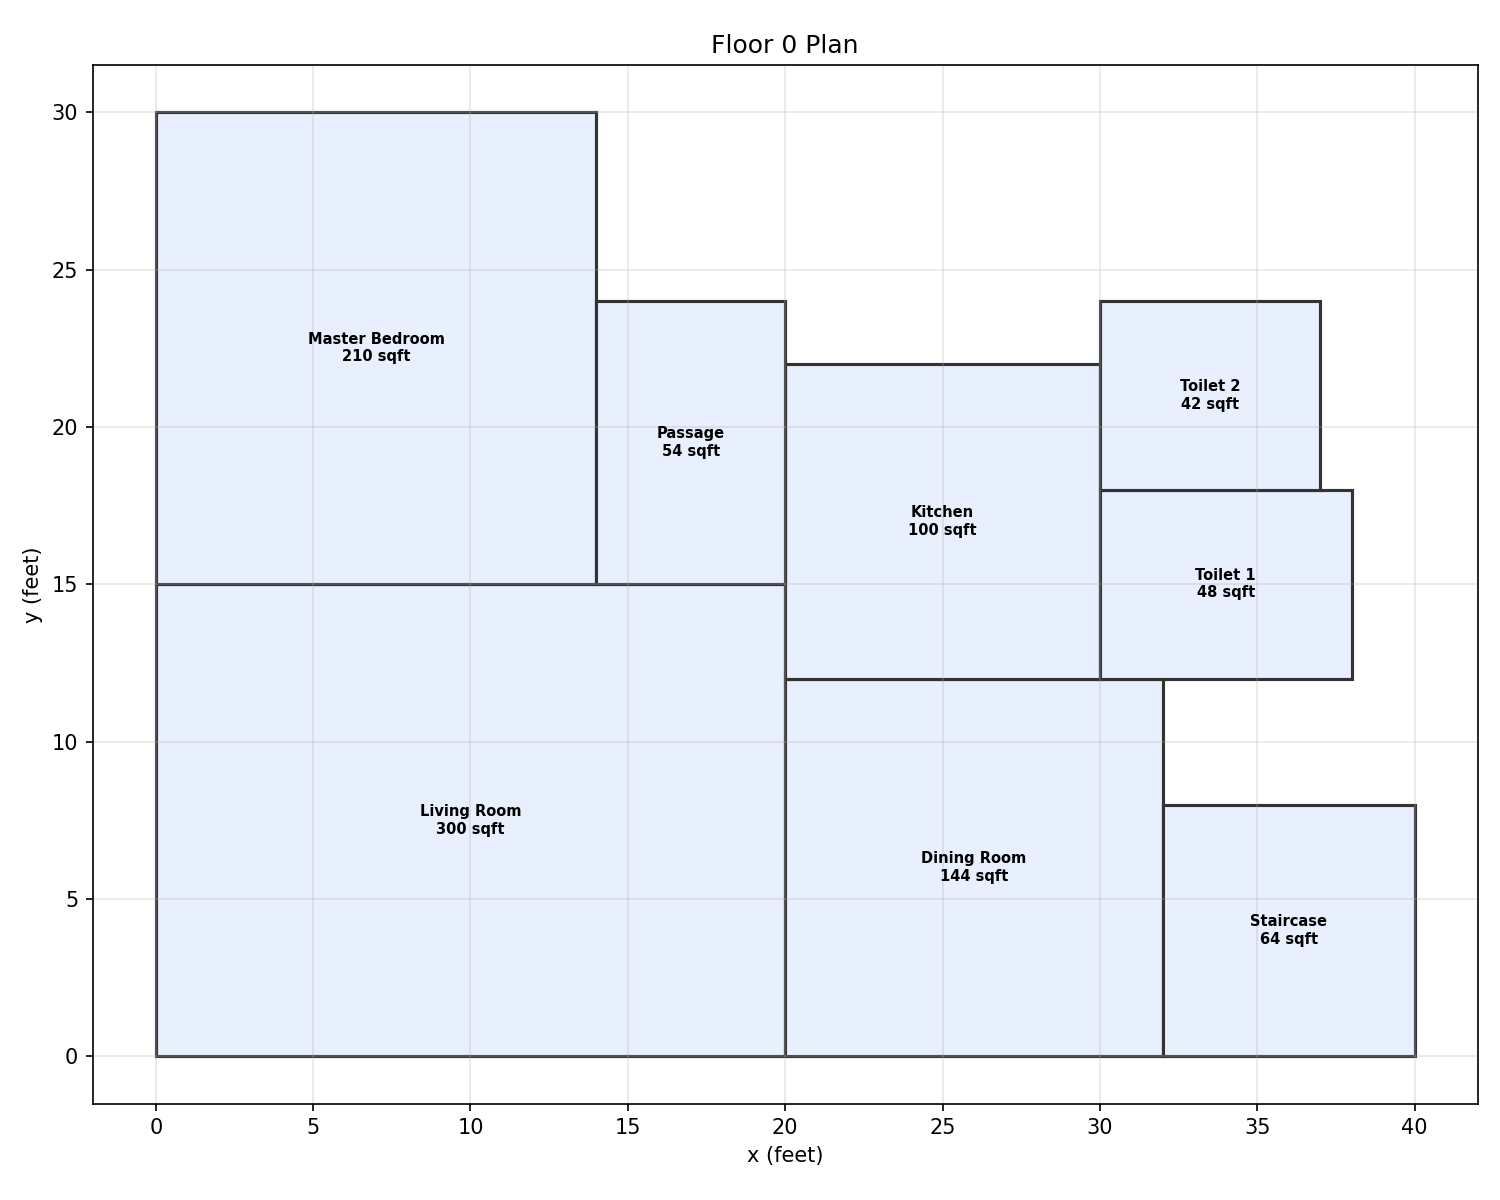 Floor 0 Plan
30
25
20
15
10
5
0
y (feet)
Master Bedroom
210 sqft
Passage
54 sqft
Toilet 2
42 sqft
Kitchen
100 sqft
Toilet 1
48 sqft
Living Room
300 sqft
Dining Room
144 sqft
Staircase
64 sqft
0 5 10 15 20 25 30 35 40
x (feet)